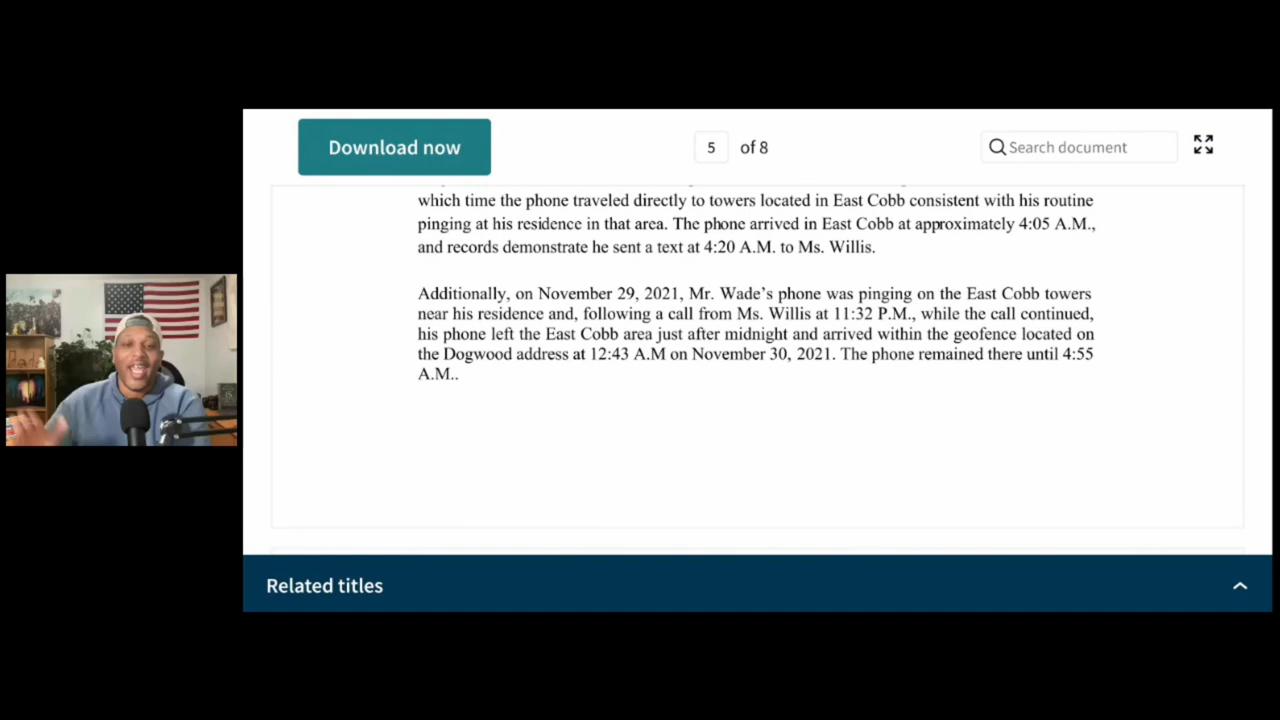 Download now
5 of 8
Search document
which time the phone traveled directly to towers located in East Cobb consistent with his routine
pinging at his residence in that area. The phone arrived in East Cobb at approximately 4:05 A.M.,
and records demonstrate he sent a text at 4:20 A.M. to Ms. Willis.
Additionally, on November 29, 2021, Mr. Wade's phone was pinging on the East Cobb towers
near his residence and, following a call from Ms. Willis at 11:32 P.M., while the call continued,
his phone left the East Cobb area just after midnight and arrived within the geofence located on
the Dogwood address at 12:43 A.M on November 30, 2021. The phone remained there until 4:55
A.M..
Related titles